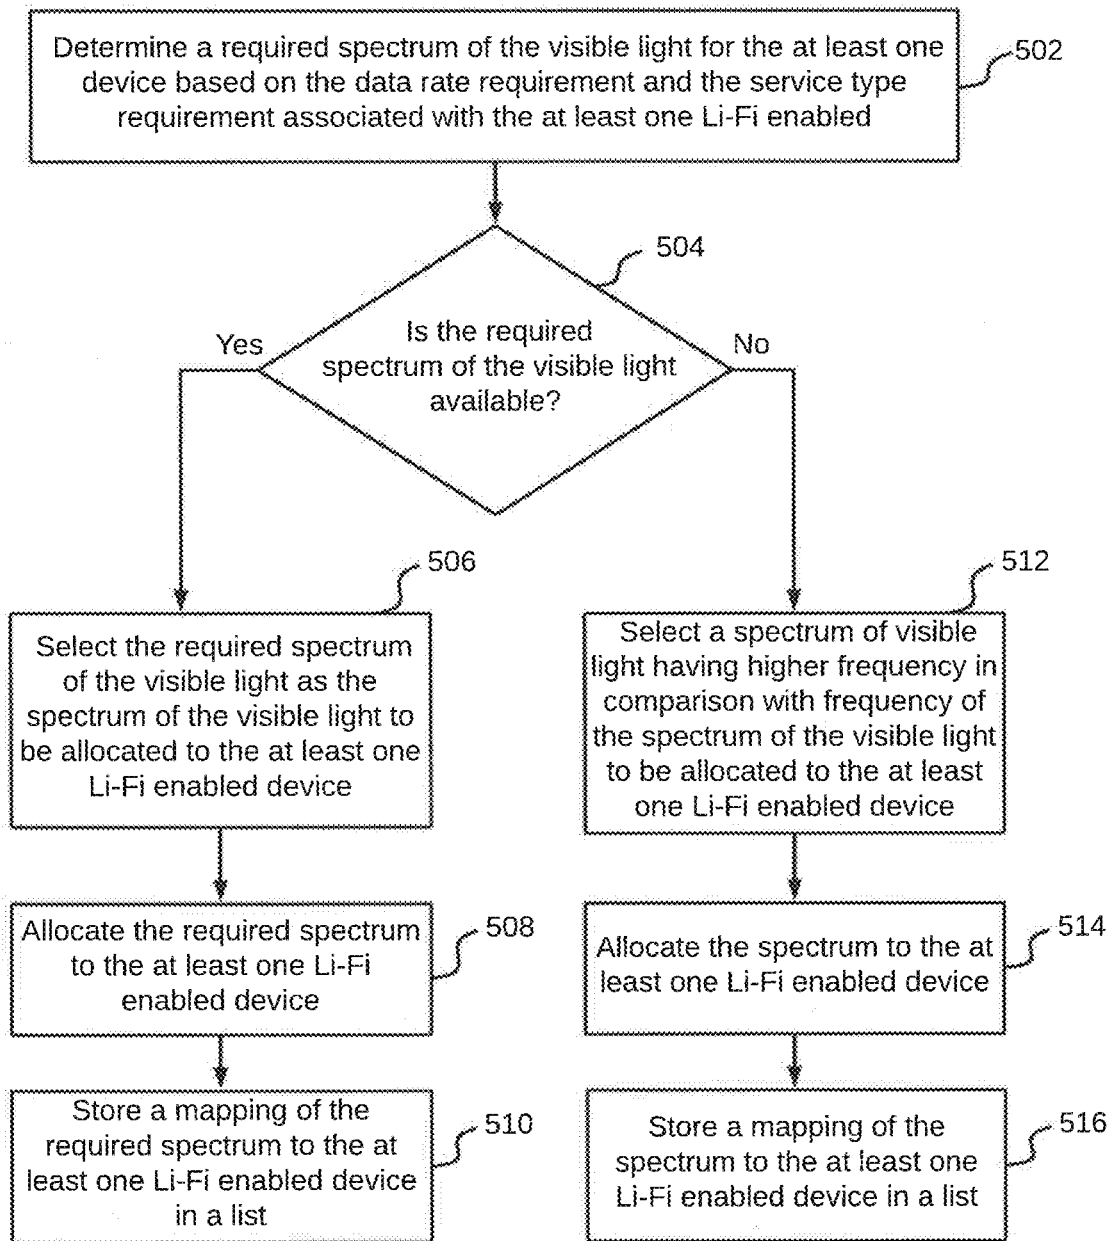 Determine a required spectrum of the visible light for the at least one
device based on the data rate requirement and the service type
requirement associated with the at least one Li-Fi enabled
502
504
Is the required
spectrum of the visible light
available?
Yes
No
506
Select the required spectrum
of the visible light as the
spectrum of the visible light to
be allocated to the at least one
Li-Fi enabled device
512
Select a spectrum of visible
light having higher frequency in
comparison with frequency of
the spectrum of the visible light
to be allocated to the at least
one Li-Fi enabled device
Allocate the required spectrum
to the at least one Li-Fi
enabled device
508
Allocate the spectrum to the at
least one Li-Fi enabled device
514
Store a mapping of the
required spectrum to the at
least one Li-Fi enabled device
in a list
510
Store a mapping of the
spectrum to the at least one
Li-Fi enabled device in a list
516